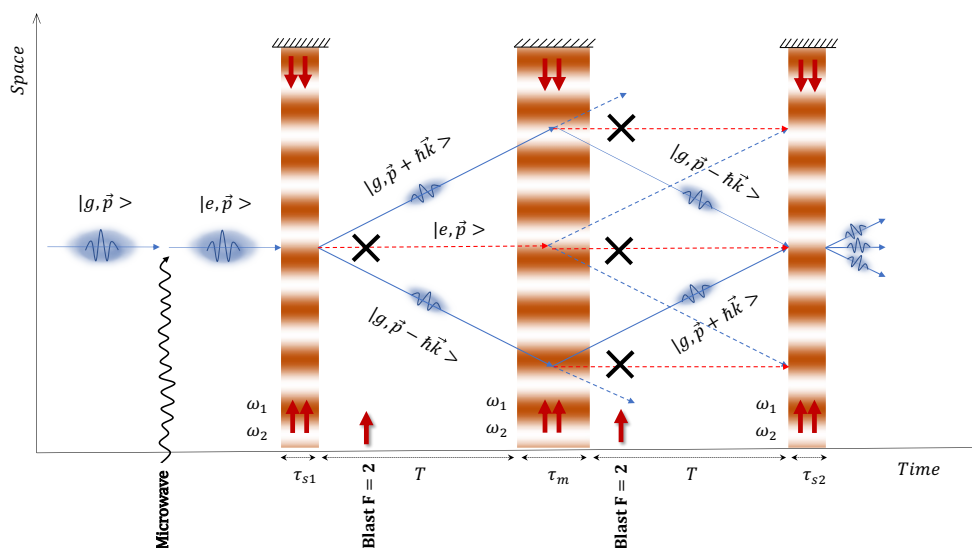 Space
|g, p⃗ >
|e, p⃗ >
|g, p⃗ + ℏk⃗ >
|e, p⃗ >
|g, p⃗ − ℏk⃗ >
|g, p⃗ − ℏk⃗ >
|g, p⃗ + ℏk⃗ >
ω₁
ω₂
ω₁
ω₂
ω₁
ω₂
τₛ₁
T
τₘ
T
τₛ₂
Time
Microwave
Blast F = 2
Blast F = 2